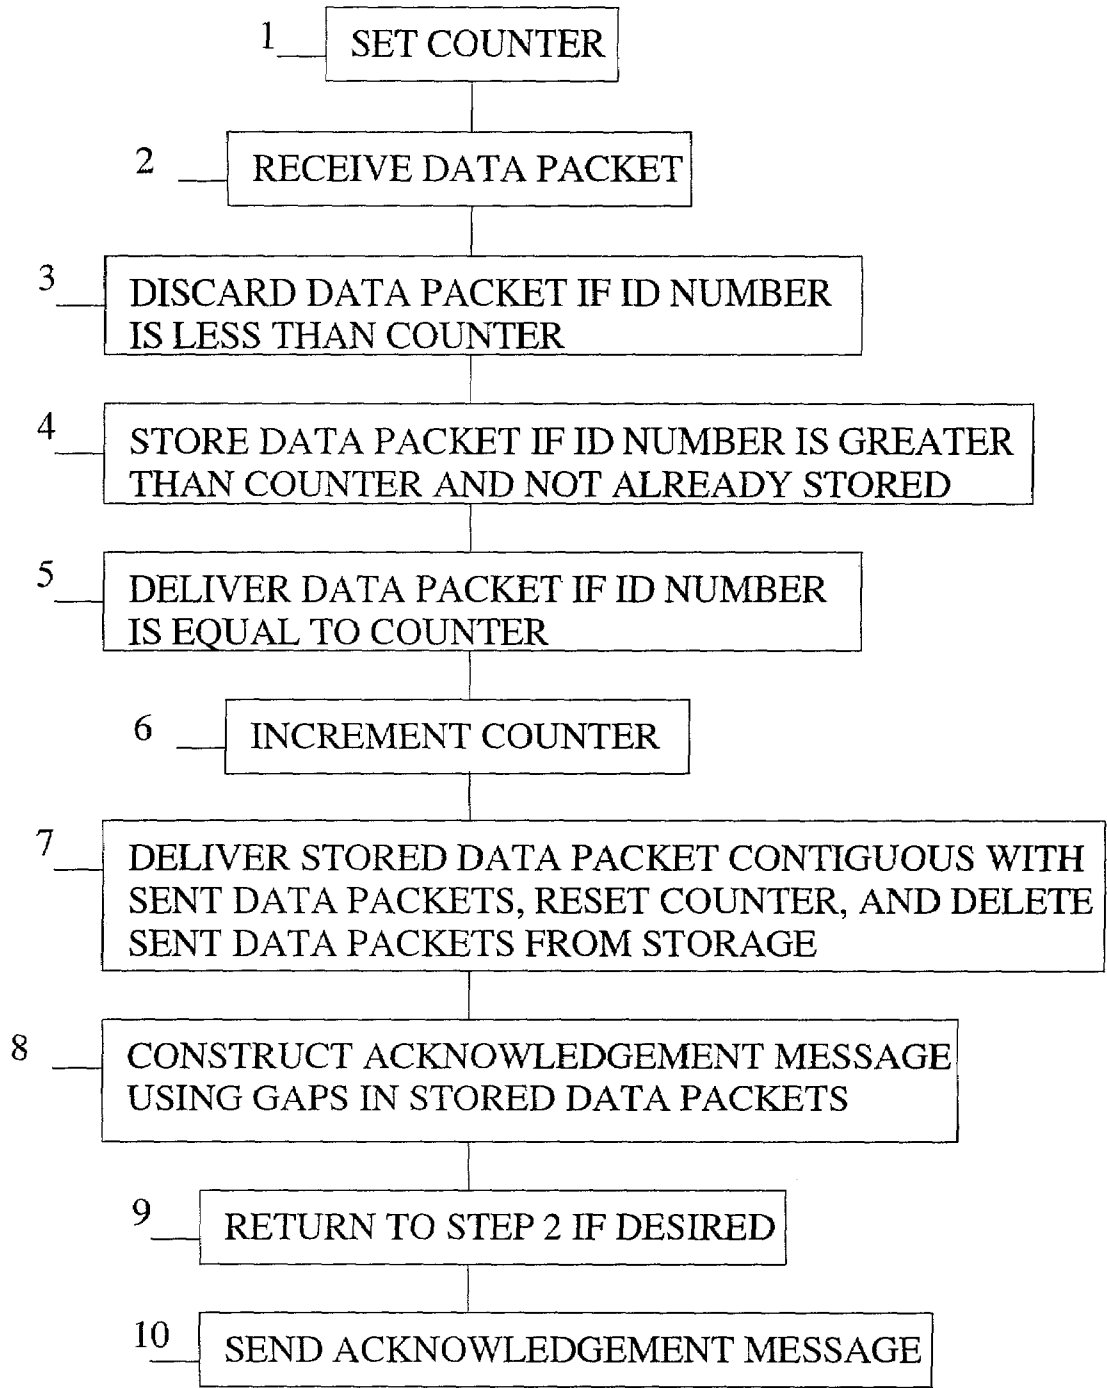 1 SET COUNTER
2 RECEIVE DATA PACKET
3 DISCARD DATA PACKET IF ID NUMBER
IS LESS THAN COUNTER
4 STORE DATA PACKET IF ID NUMBER IS GREATER
THAN COUNTER AND NOT ALREADY STORED
5 DELIVER DATA PACKET IF ID NUMBER
IS EQUAL TO COUNTER
6 INCREMENT COUNTER
7 DELIVER STORED DATA PACKET CONTIGUOUS WITH
SENT DATA PACKETS, RESET COUNTER, AND DELETE
SENT DATA PACKETS FROM STORAGE
8 CONSTRUCT ACKNOWLEDGEMENT MESSAGE
USING GAPS IN STORED DATA PACKETS
9 RETURN TO STEP 2 IF DESIRED
10 SEND ACKNOWLEDGEMENT MESSAGE